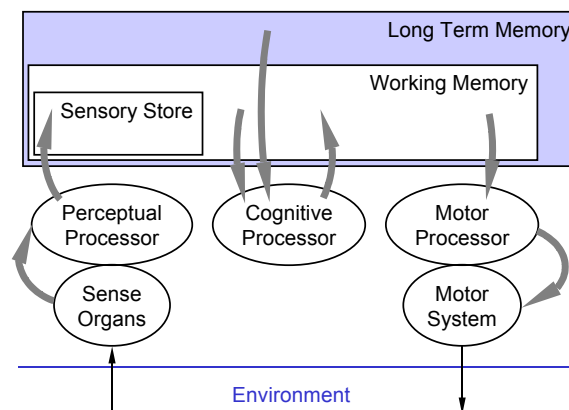 Long Term Memory
Working Memory
Sensory Store
Perceptual
Processor
Cognitive
Processor
Motor
Processor
Sense
Organs
Motor
System
Environment